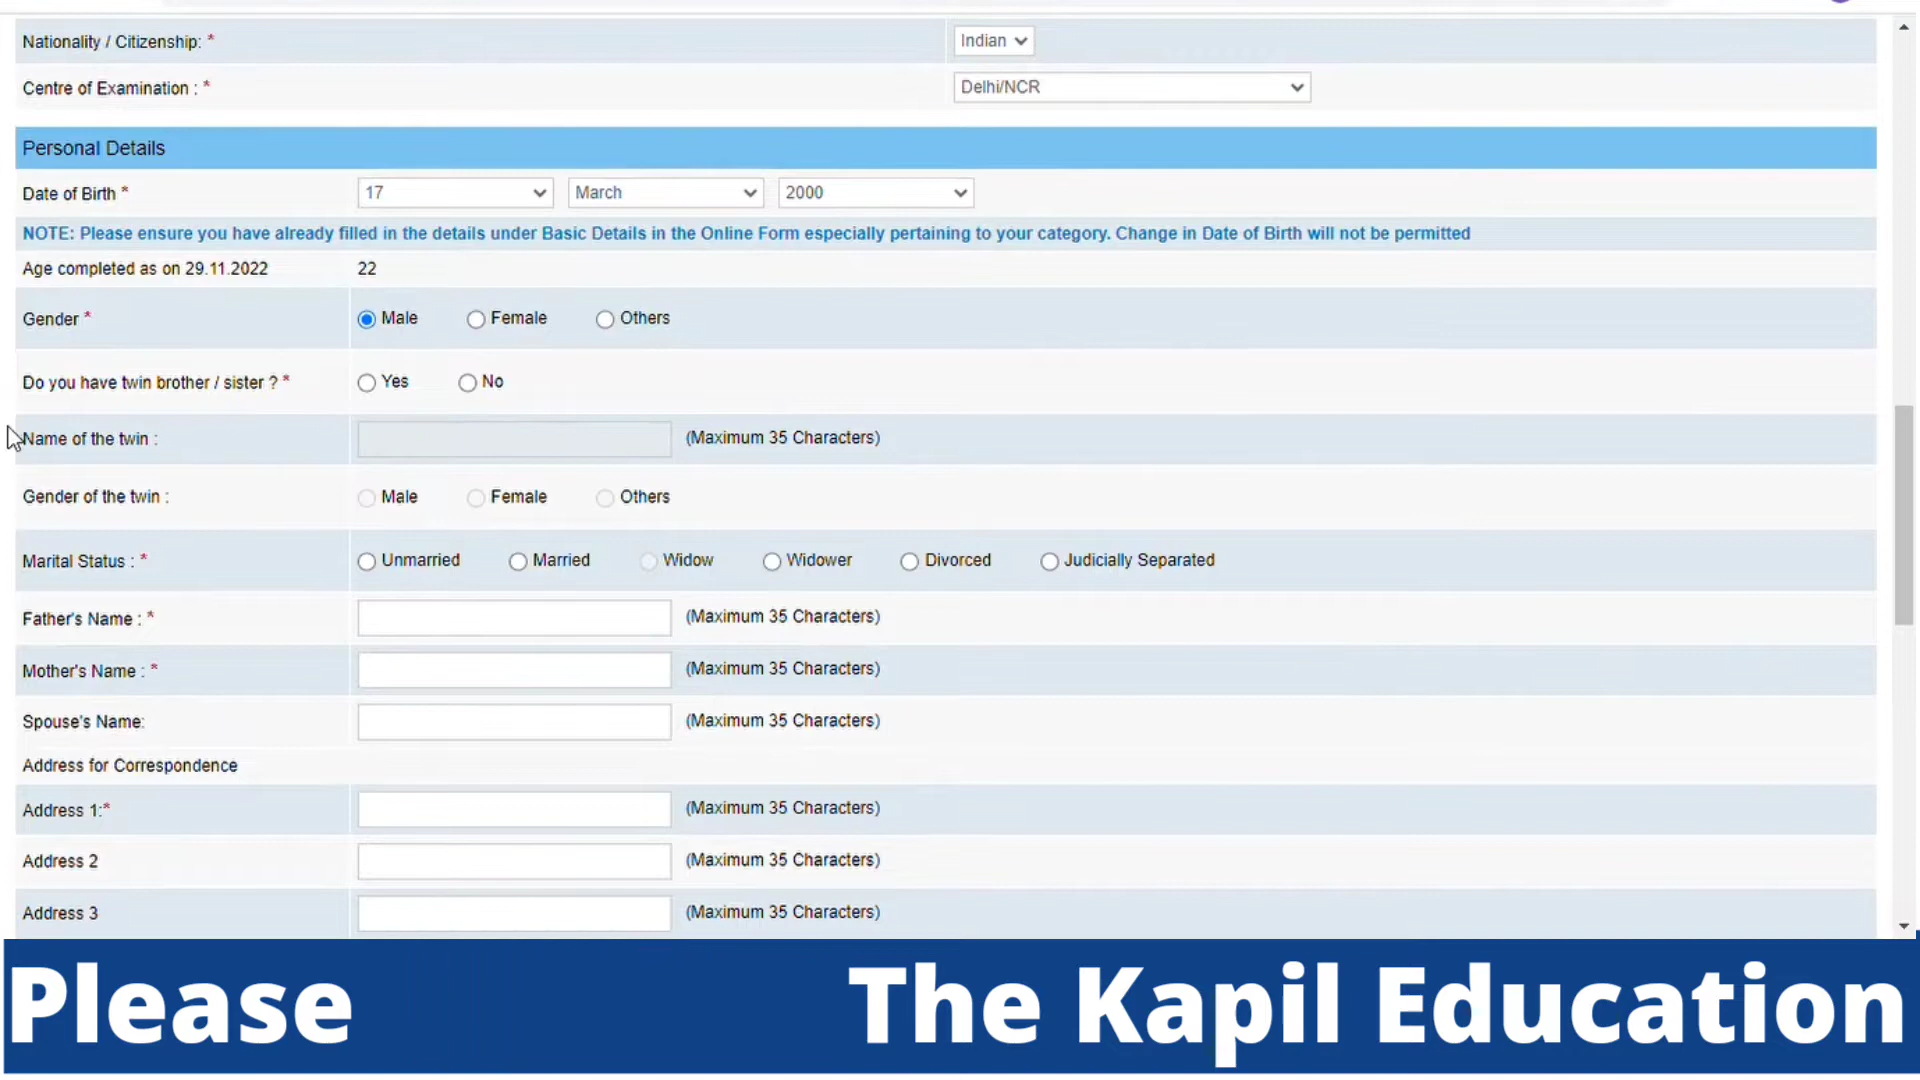 Nationality / Citizenship: * Indian
Centre of Examination : * Delhi/NCR
Personal Details
Date of Birth * 17 March 2000
NOTE: Please ensure you have already filled in the details under Basic Details in the Online Form especially pertaining to your category. Change in Date of Birth will not be permitted
Age completed as on 29.11.2022 22
Gender * Male Female Others
Do you have twin brother / sister ? * Yes No
Name of the twin : (Maximum 35 Characters)
Gender of the twin : Male Female Others
Marital Status : * Unmarried Married Widow Widower Divorced Judicially Separated
Father's Name : * (Maximum 35 Characters)
Mother's Name : * (Maximum 35 Characters)
Spouse's Name: (Maximum 35 Characters)
Address for Correspondence
Address 1:* (Maximum 35 Characters)
Address 2 (Maximum 35 Characters)
Address 3 (Maximum 35 Characters)
Please The Kapil Education